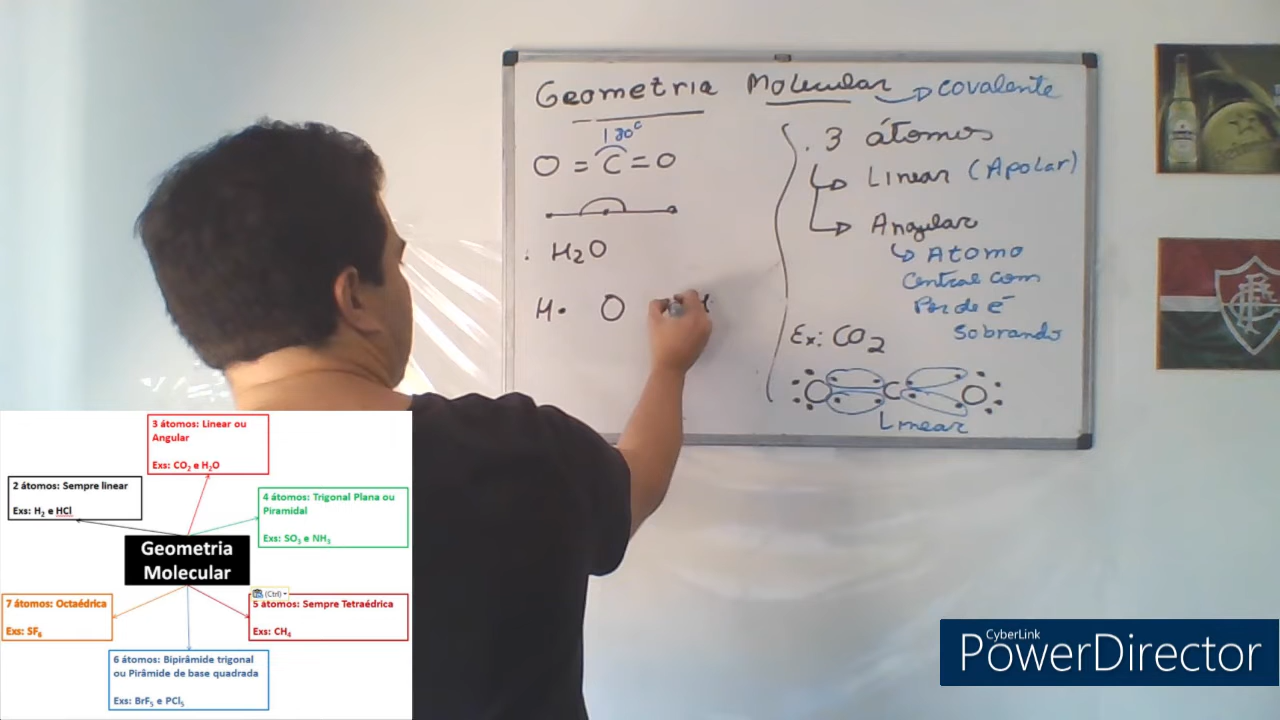 Geometria Molecular → covalente
180°
O = C = O
. H₂O
H• O
. 3 átomos
↳ Linear (Apolar)
↳ Angular
↳ Atomo
Central com
Par de é
Sobrando
Ex: CO₂
O C O
Linear
3 átomos: Linear ou
Angular
Exs: CO₂ e H₂O
2 átomos: Sempre linear
Exs: H₂ e HCl
4 átomos: Trigonal Plana ou
Piramidal
Exs: SO₃ e NH₃
Geometria
Molecular
(Ctrl)
5 átomos: Sempre Tetraédrica
Exs: CH₄
7 átomos: Octaédrica
Exs: SF₆
6 átomos: Bipirâmide trigonal
ou Pirâmide de base quadrada
Exs: BrF₅ e PCl₅
CyberLink
PowerDirector